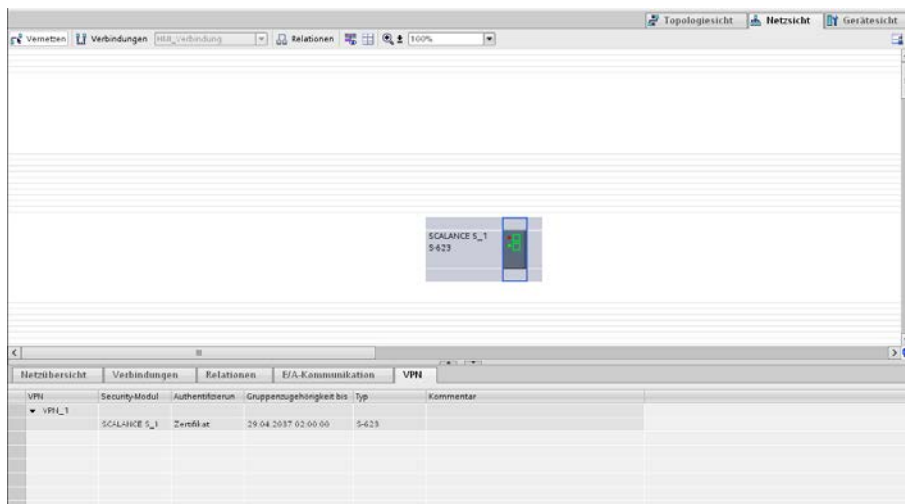 Topologiesicht Netzsicht Gerätesicht
Vernetzen Verbindungen HMI_Verbindung Relationen 100%
SCALANCE S_1
S-623
Netzübersicht Verbindungen Relationen E/A-Kommunikation VPN
VPN Security-Modul Authentifizierun Gruppenzugehörigkeit bis Typ Kommentar
VPN_1
SCALANCE S_1 Zertifikat 29.04.2037 02:00:00 S-623